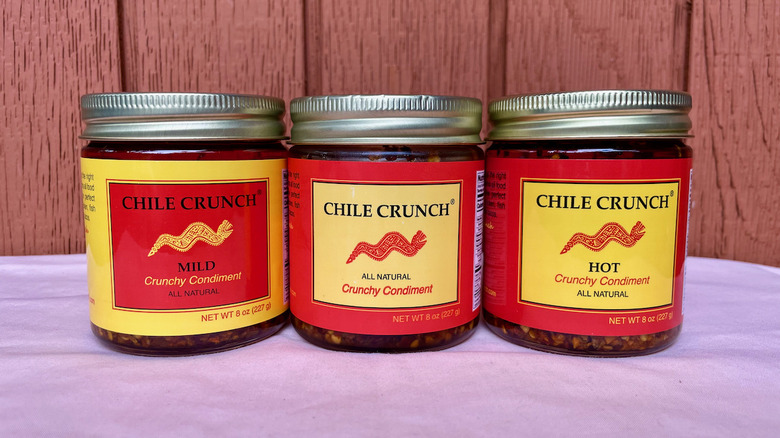 CHILE CRUNCH®
MILD
Crunchy Condiment
ALL NATURAL
NET WT 8 oz (227 g)
CHILE CRUNCH®
ALL NATURAL
Crunchy Condiment
NET WT 8 oz (227 g)
CHILE CRUNCH®
HOT
Crunchy Condiment
ALL NATURAL
NET WT 8 oz (227 g)